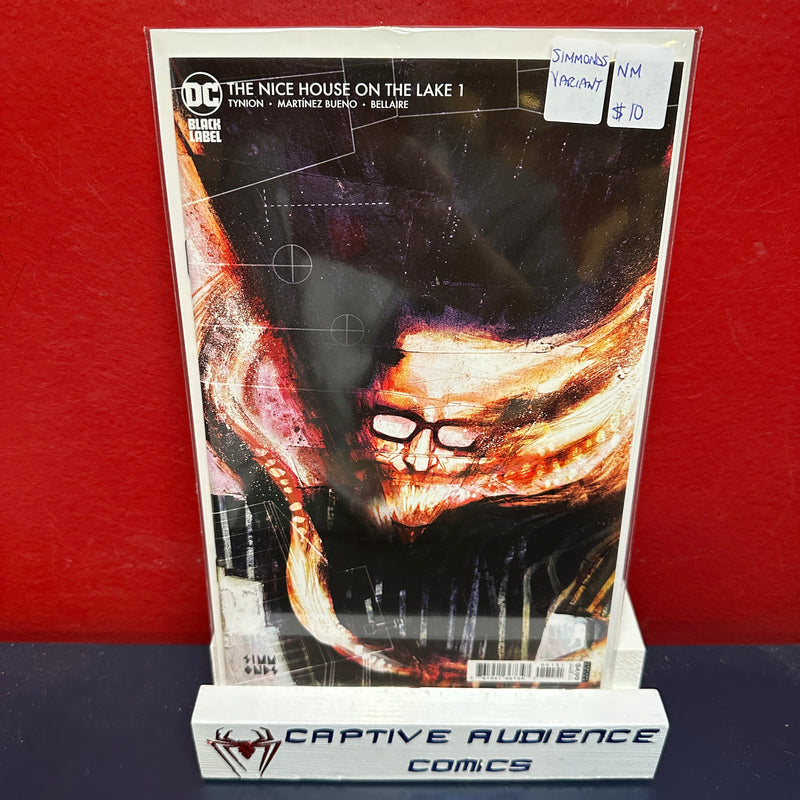 SIMMONDS
VARIANT
NM
$10
DC
BLACK
LABEL
THE NICE HOUSE ON THE LAKE 1
TYNION • MARTÍNEZ BUENO • BELLAIRE
SIMM
ONDS
00121
CAPTIVE AUDIENCE
COMICS